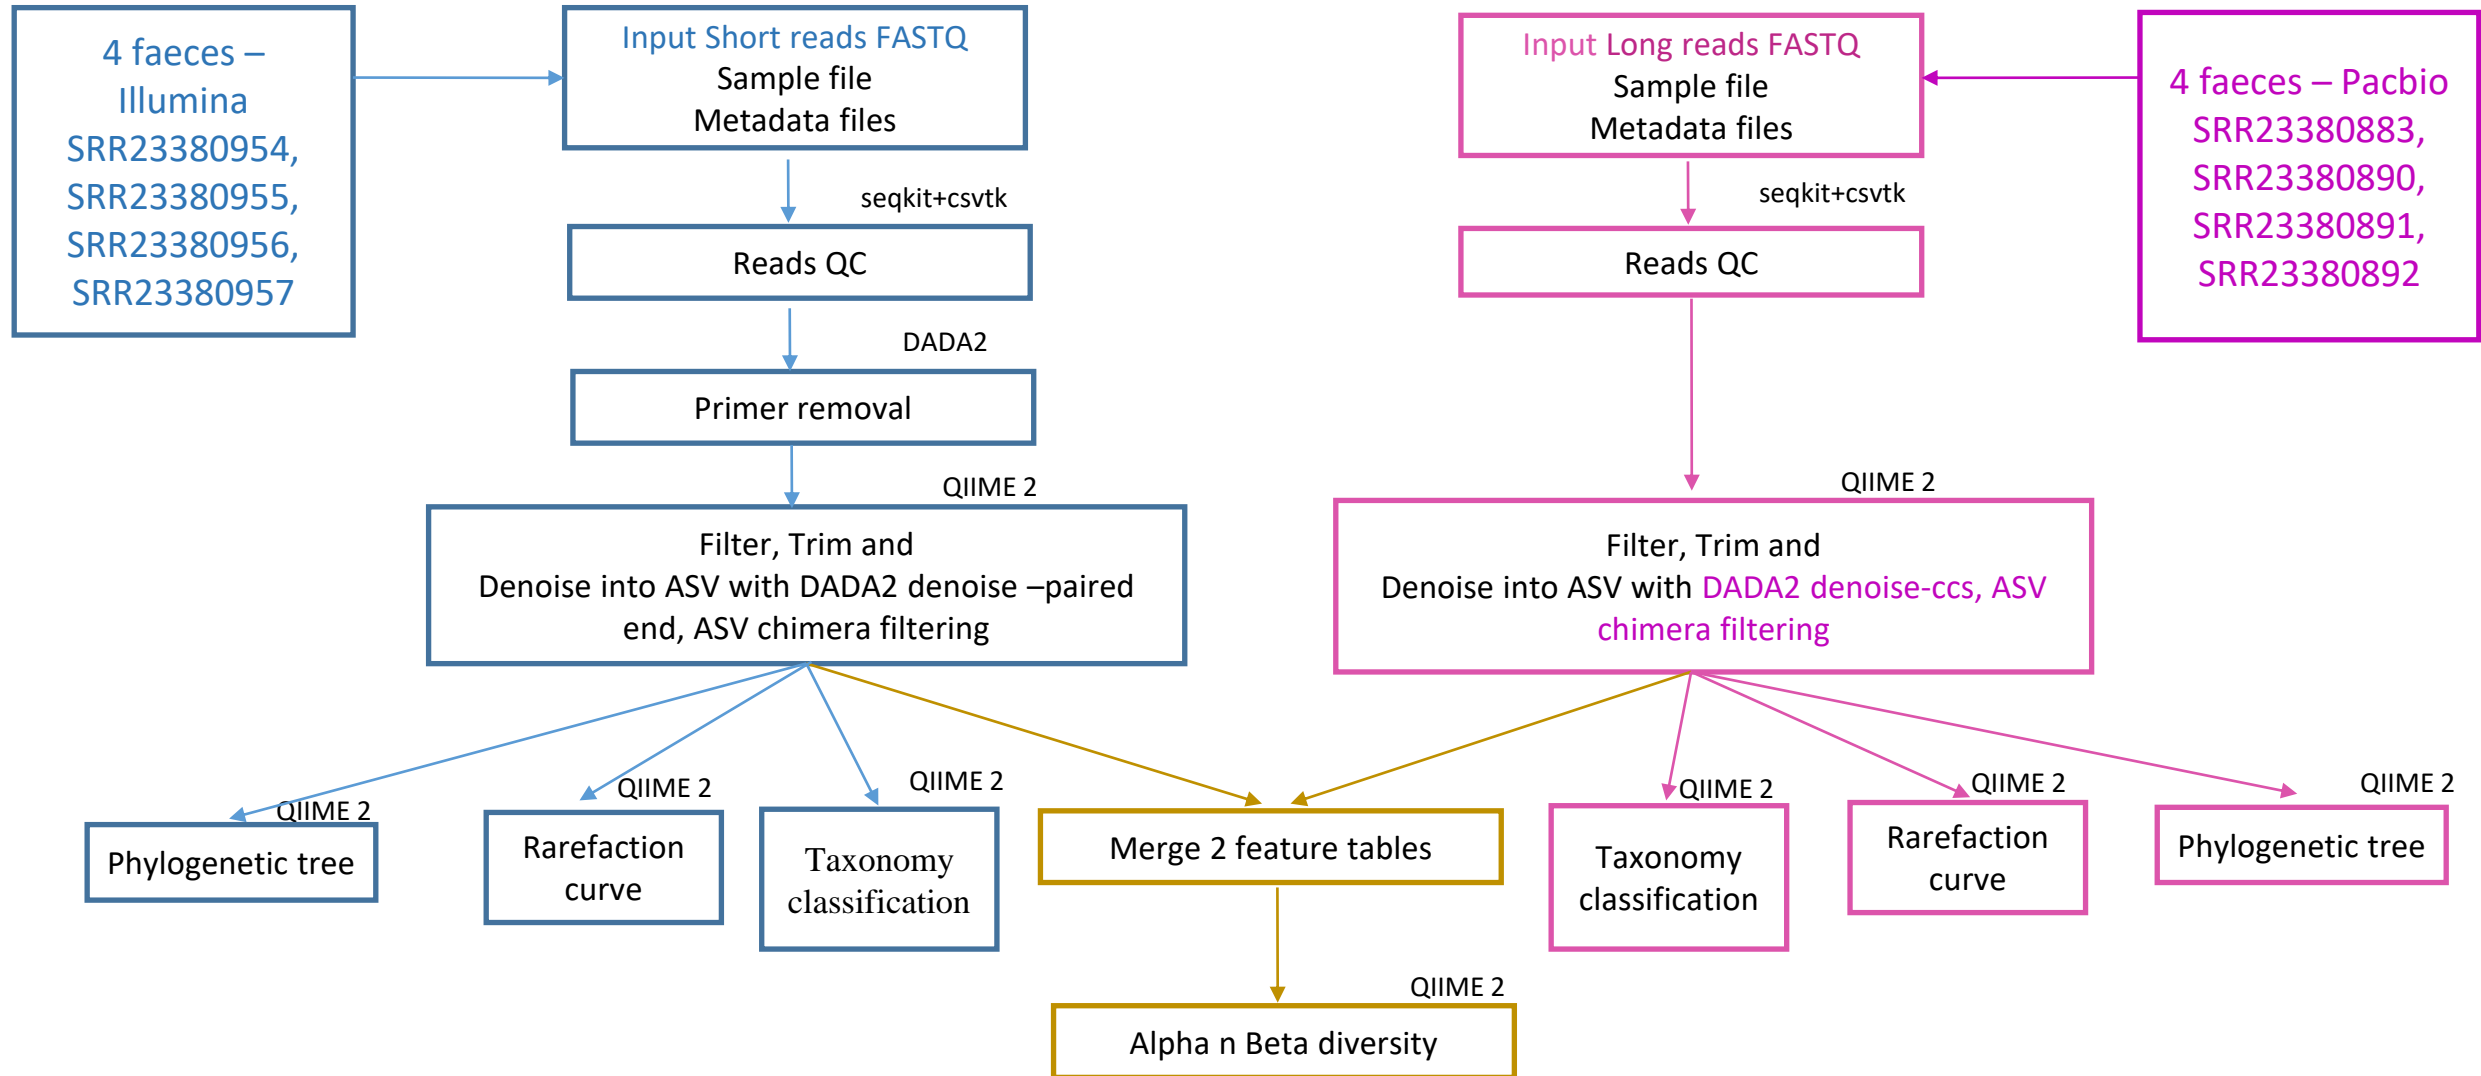 4 faeces –
Illumina
SRR23380954,
SRR23380955,
SRR23380956,
SRR23380957
Input Short reads FASTQ
Sample file
Metadata files
Input Long reads FASTQ
Sample file
Metadata files
4 faeces – Pacbio
SRR23380883,
SRR23380890,
SRR23380891,
SRR23380892
seqkit+csvtk
seqkit+csvtk
Reads QC
Reads QC
DADA2
Primer removal
QIIME 2
QIIME 2
Filter, Trim and
Denoise into ASV with DADA2 denoise –paired
end, ASV chimera filtering
Filter, Trim and
Denoise into ASV with DADA2 denoise-ccs, ASV
chimera filtering
QIIME 2
QIIME 2
QIIME 2
QIIME 2
QIIME 2
QIIME 2
Phylogenetic tree
Rarefaction
curve
Taxonomy
classification
Merge 2 feature tables
Taxonomy
classification
Rarefaction
curve
Phylogenetic tree
QIIME 2
Alpha n Beta diversity